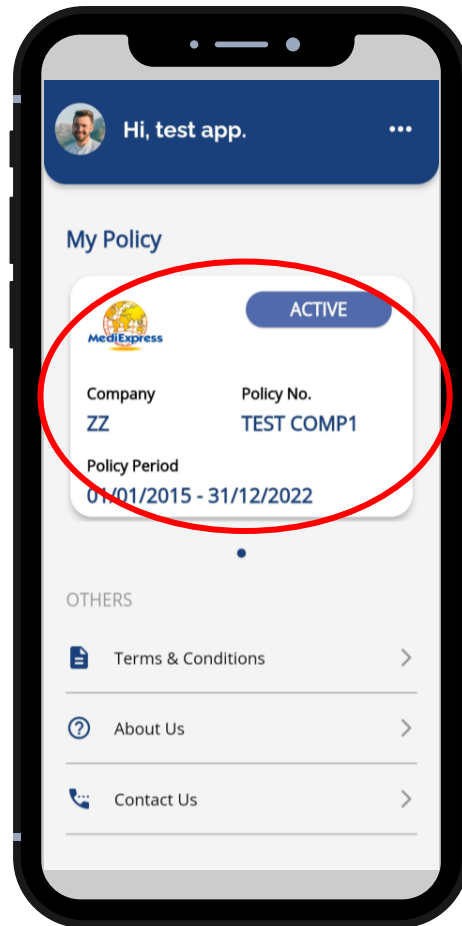 Hi, test app.
My Policy
MediExpress
ACTIVE
Company
Policy No.
ZZ
TEST COMP1
Policy Period
01/01/2015 - 31/12/2022
OTHERS
Terms & Conditions
About Us
Contact Us